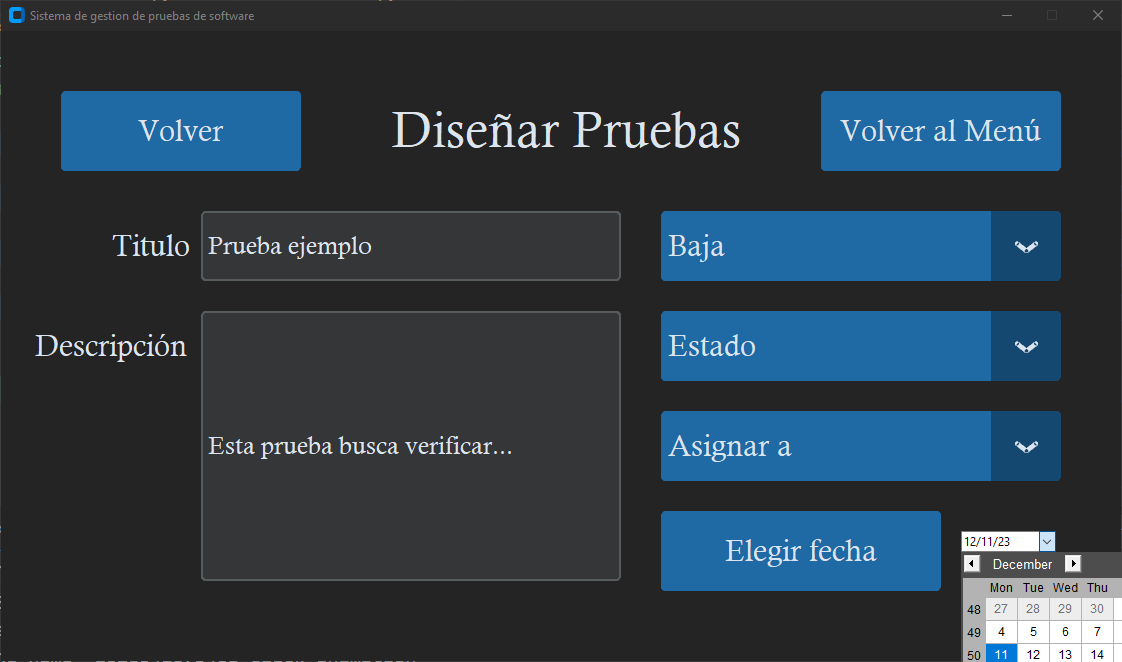 Sistema de gestion de pruebas de software
Volver
Diseñar Pruebas
Volver al Menú
Titulo
Prueba ejemplo
Baja
Descripción
Esta prueba busca verificar...
Estado
Asignar a
Elegir fecha
12/11/23
December
Mon Tue Wed Thu
48 27 28 29 30
49 4 5 6 7
50 11 12 13 14